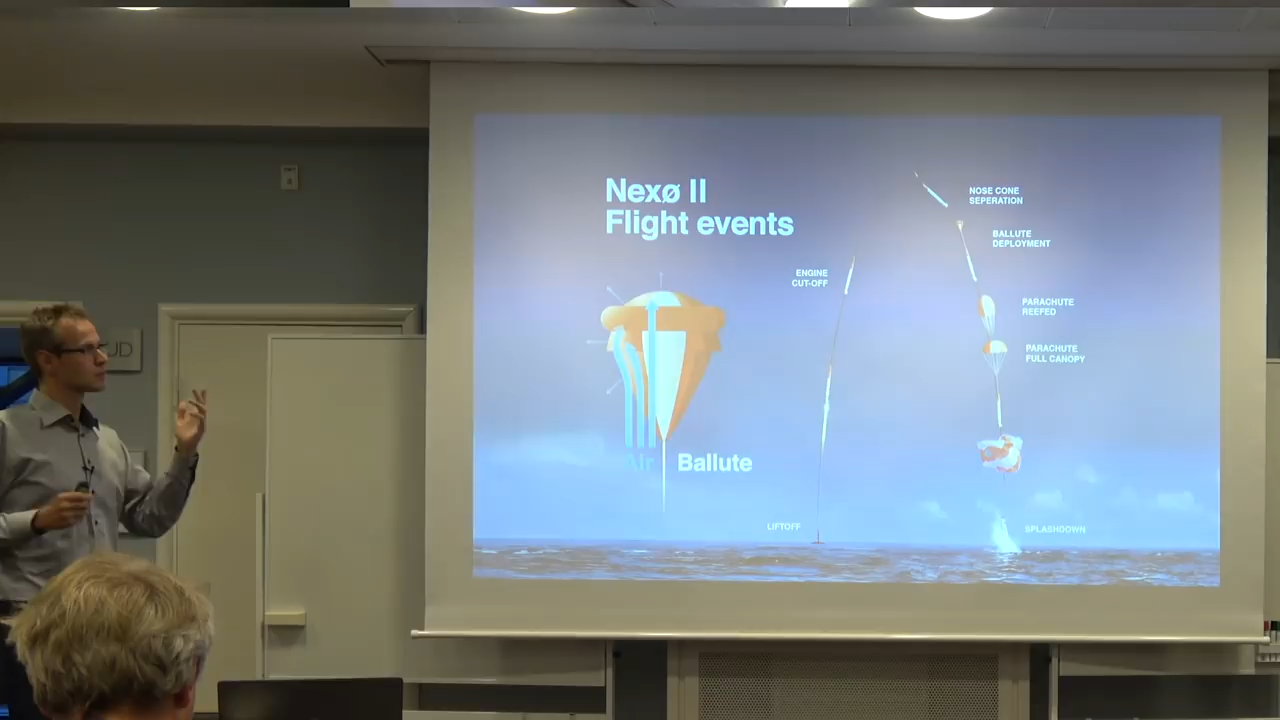 Nexø II
Flight events
NOSE CONE
SEPERATION
BALLUTE
DEPLOYMENT
ENGINE
CUT-OFF
PARACHUTE
REEFED
PARACHUTE
FULL CANOPY
Air
Ballute
LIFTOFF
SPLASHDOWN
UD